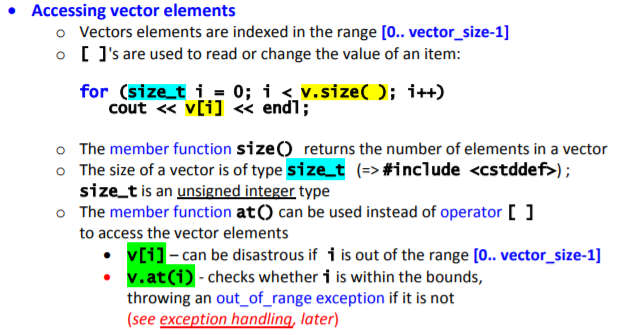 • Accessing vector elements
o Vectors elements are indexed in the range [0.. vector_size-1]
o [ ]'s are used to read or change the value of an item:
for (size_t i = 0; i < v.size( ); i++)
cout << v[i] << endl;
o The member function size() returns the number of elements in a vector
o The size of a vector is of type size_t (=> #include <cstddef>);
size_t is an unsigned integer type
o The member function at() can be used instead of operator [ ]
to access the vector elements
• v[i] – can be disastrous if i is out of the range [0.. vector_size-1]
• v.at(i) - checks whether i is within the bounds,
throwing an out_of_range exception if it is not
(see exception handling, later)